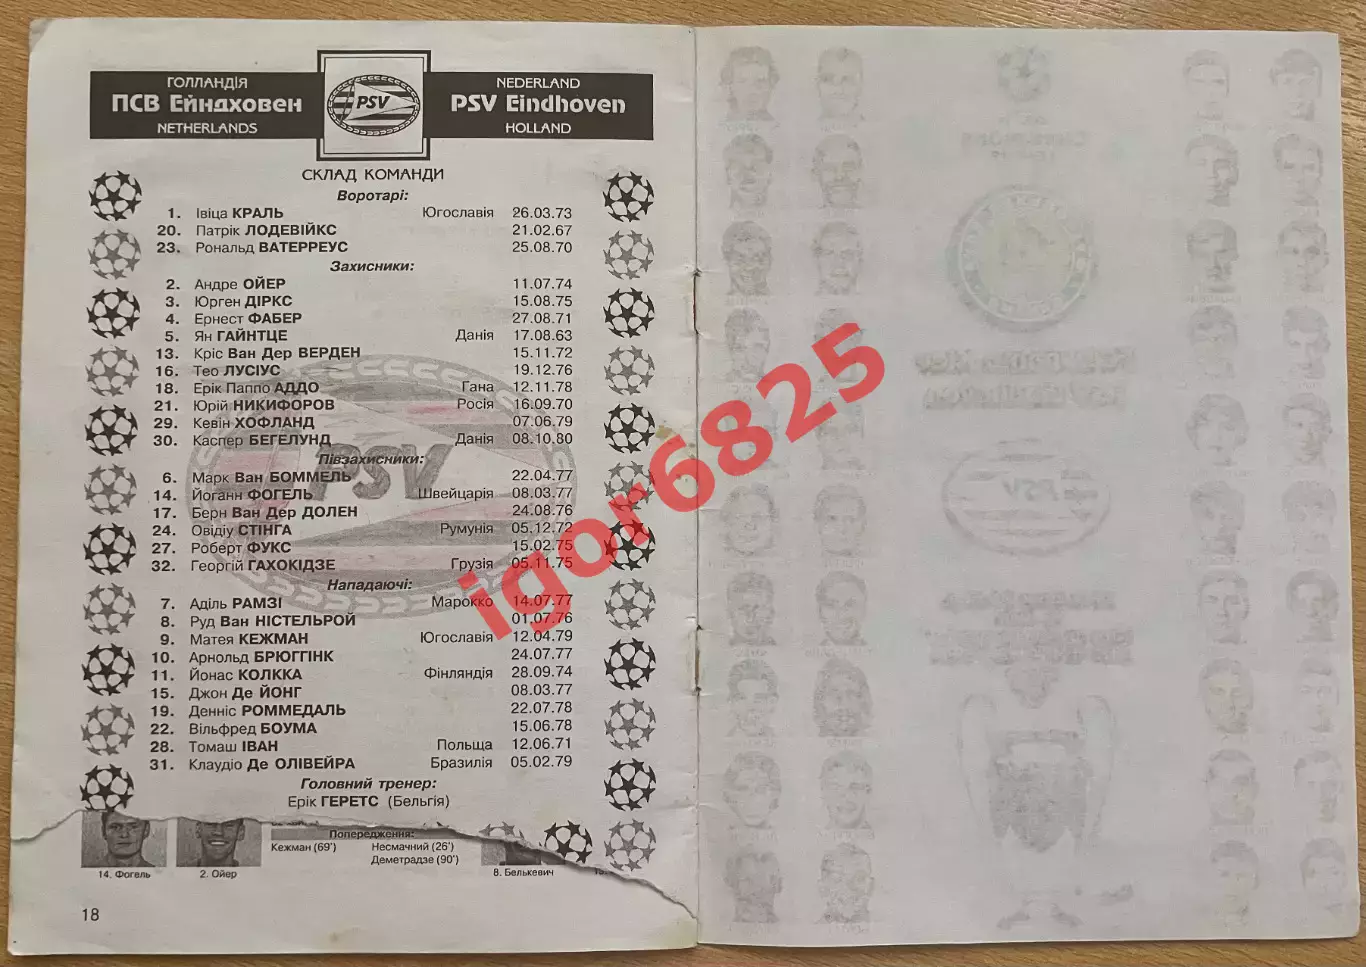 ГОЛЛАНДІЯ
ПСВ Ейндховен
NETHERLANDS
PSV
NEDERLAND
PSV Eindhoven
HOLLAND
СКЛАД КОМАНДИ
Воротарі:
1. Івіца КРАЛЬ Югославія 26.03.73
20. Патрік ЛОДЕВІЙКС 21.02.67
23. Рональд ВАТЕРРЕУС 25.08.70
Захисники:
2. Андре ОЙЕР 11.07.74
3. Юрген ДІРКС 15.08.75
4. Ернест ФАБЕР 27.08.71
5. Ян ГАЙНТЦЕ Данія 17.08.63
13. Кріс Ван Дер ВЕРДЕН 15.11.72
16. Тео ЛУСІУС 19.12.76
18. Ерік Паппо АДДО Гана 12.11.78
21. Юрій НИКИФОРОВ Росія 16.09.70
29. Кевін ХОФЛАНД 07.06.79
30. Каспер БЕГЕЛУНД Данія 08.10.80
Півзахисники:
6. Марк Ван БОММЕЛЬ 22.04.77
14. Йоганн ФОГЕЛЬ Швейцарія 08.03.77
17. Берн Ван Дер ДОЛЕН 24.08.76
24. Овідіу СТІНГА Румунія 05.12.72
27. Роберт ФУКС 15.02.75
32. Георгій ГАХОКІДЗЕ Грузія 05.11.75
Нападаючі:
7. Аділь РАМЗІ Марокко 14.07.77
8. Руд Ван НІСТЕЛЬРОЙ 01.07.76
9. Матея КЕЖМАН Югославія 12.04.79
10. Арнольд БРЮГГІНК 24.07.77
11. Йонас КОЛККА Фінляндія 28.09.74
15. Джон Де ЙОНГ 08.03.77
19. Денніс РОММЕДАЛЬ 22.07.78
22. Вільфред БОУМА 15.06.78
28. Томаш ІВАН Польща 12.06.71
31. Клаудіо Де ОЛІВЕЙРА Бразилія 05.02.79
Головний тренер:
Ерік ГЕРЕТС (Бельгія)
PSV
igor6825
Попередження:
Кежман (69') Несмачний (26')
Деметрадзе (90')
14. Фогель 2. Ойер 8. Белькевич
18